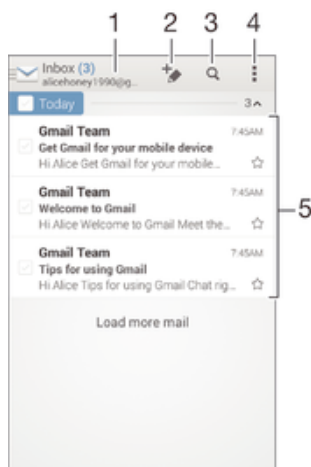 1 2 3 4
Inbox (3)
alicehoney1990@g...
Today 3
Gmail Team 7:45AM
Get Gmail for your mobile device
Hi Alice Get Gmail for your mobile...
Gmail Team 7:45AM
Welcome to Gmail
Hi Alice Welcome to Gmail Meet the...
5
Gmail Team 7:45AM
Tips for using Gmail
Hi Alice Tips for using Gmail Chat rig...
Load more mail